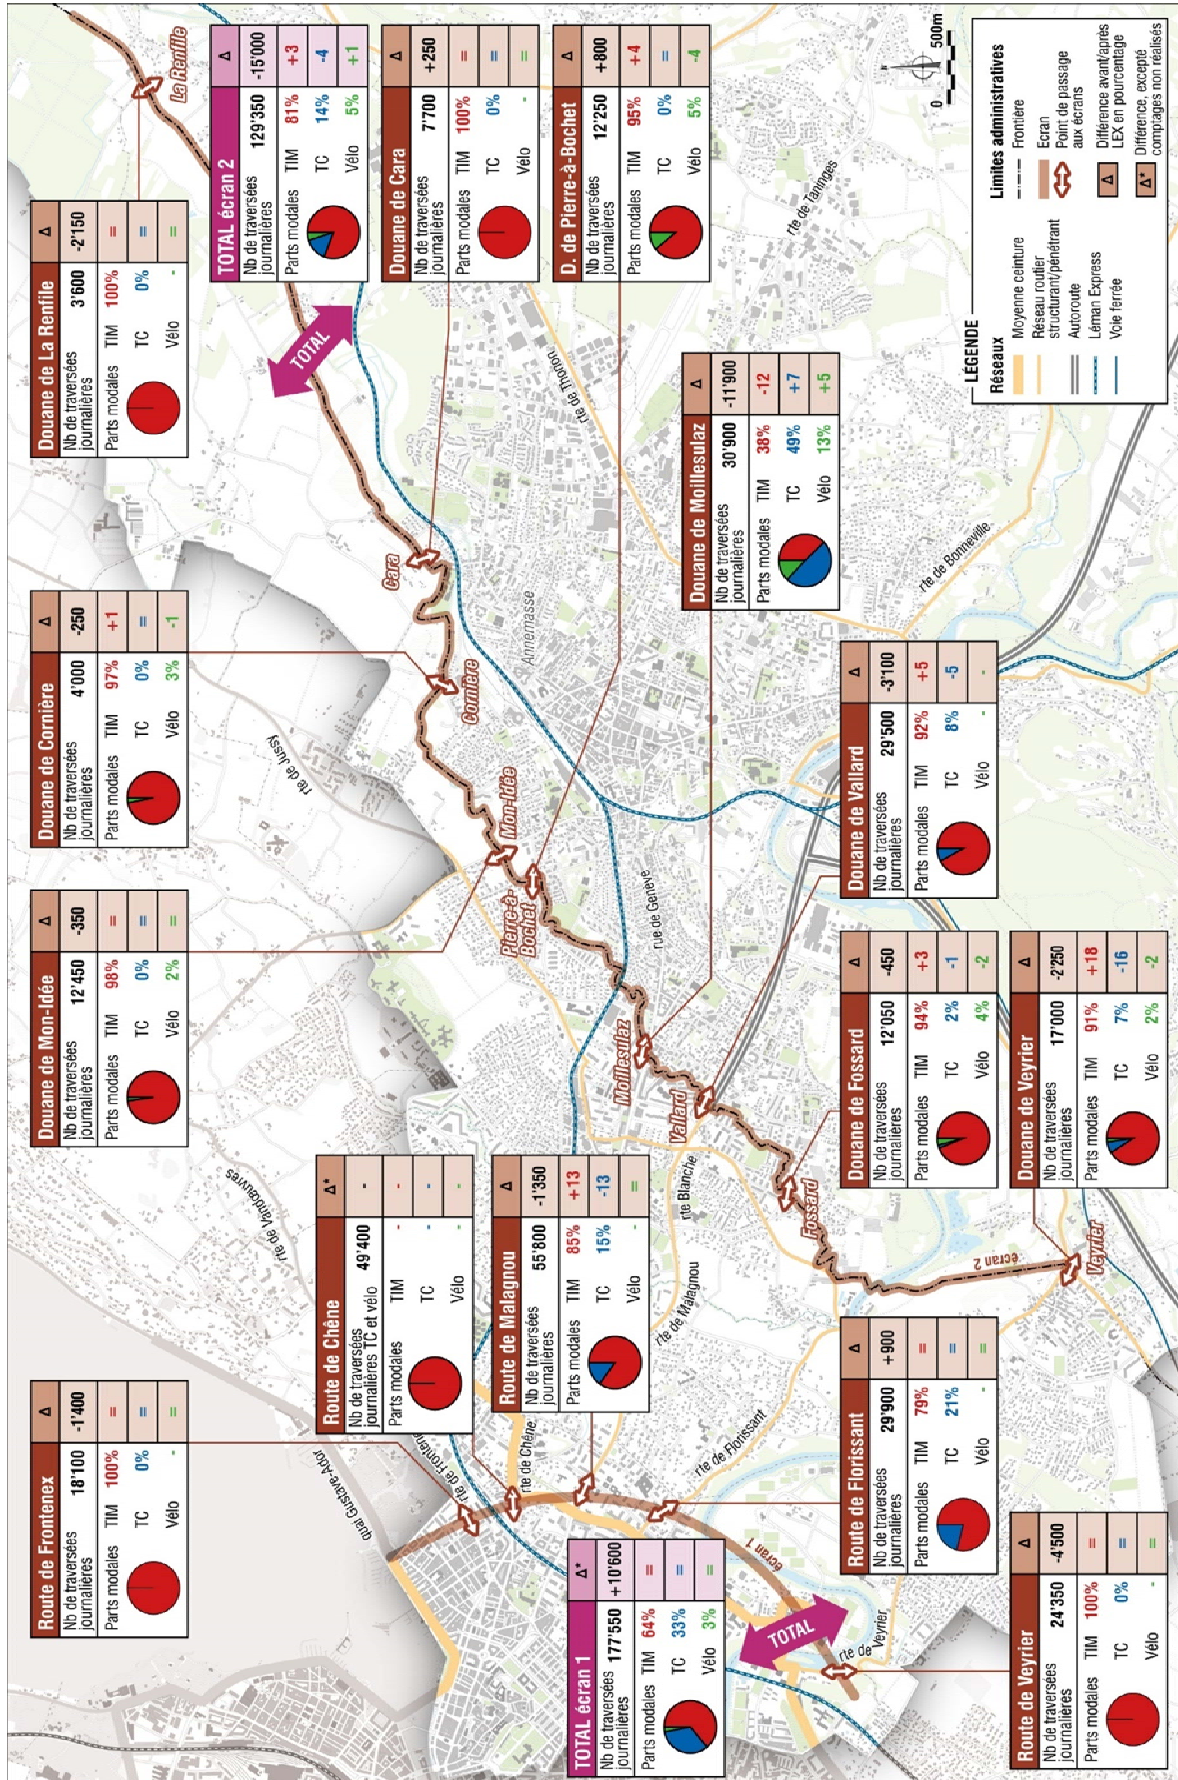 Route de Frontenex Δ
Nb de traversées journalières 18'100 -1'400
Parts modales TIM 100% =
TC 0% =
Vélo - =
Douane de Mon-Idée Δ
Nb de traversées journalières 12'450 -350
Parts modales TIM 98% =
TC 0% =
Vélo 2% =
Douane de Cornière Δ
Nb de traversées journalières 4'000 -250
Parts modales TIM 97% +1
TC 0% =
Vélo 3% -1
Douane de La Renfile Δ
Nb de traversées journalières 3'600 -2'150
Parts modales TIM 100% =
TC 0% =
Vélo - =
TOTAL écran 2 Δ
Nb de traversées journalières 129'350 -15'000
Parts modales TIM 81% +3
TC 14% -4
Vélo 5% +1
Route de Chêne Δ*
Nb de traversées journalières TC et vélo 49'400 -
Parts modales TIM -
TC -
Vélo -
Douane de Cara Δ
Nb de traversées journalières 7'700 +250
Parts modales TIM 100% =
TC 0% =
Vélo - =
Route de Malagnou Δ
Nb de traversées journalières 55'800 -1'350
Parts modales TIM 85% +13
TC 15% -13
Vélo - =
D. de Pierre-à-Bochet Δ
Nb de traversées journalières 12'250 +800
Parts modales TIM 95% +4
TC 0% =
Vélo 5% -4
TOTAL écran 1 Δ*
Nb de traversées journalières 177'550 +10'600
Parts modales TIM 64% =
TC 33% =
Vélo 3% =
Douane de Moillesulaz Δ
Nb de traversées journalières 30'900 -11'900
Parts modales TIM 38% -12
TC 49% +7
Vélo 13% +5
Route de Florissant Δ
Nb de traversées journalières 29'900 +900
Parts modales TIM 79% =
TC 21% =
Vélo - =
Douane de Fossard Δ
Nb de traversées journalières 12'050 -450
Parts modales TIM 94% +3
TC 2% -1
Vélo 4% -2
Douane de Vallard Δ
Nb de traversées journalières 29'500 -3'100
Parts modales TIM 92% +5
TC 8% -5
Vélo - -
Route de Veyrier Δ
Nb de traversées journalières 24'350 -4'500
Parts modales TIM 100% =
TC 0% =
Vélo - =
Douane de Veyrier Δ
Nb de traversées journalières 17'000 -2'250
Parts modales TIM 91% +18
TC 7% -16
Vélo 2% -2
La Renfile
Cara
Cornière
Mon-Idée
Pierre-à-
Bochet
Moillesulaz
Vallard
Fossard
Veyrier
TOTAL
TOTAL
écran 1
écran 2
Annemasse
quai Gustave-Ador
rte de Frontenex
rte de Chêne
rte de Malagnou
rte de Florissant
rte de Veyrier
rte Blanche
rte de Vandœuvres
rte de Jussy
rue de Genève
rte de Thonon
rte de Taninges
rte de Bonneville
0 500m
N
LÉGENDE
Réseaux
Moyenne ceinture
Réseau routier
structurant/pénétrant
Autoroute
Léman Express
Voie ferrée
Limites administratives
Frontière
Ecran
Point de passage
aux écrans
Δ Différence avant/après
LEX en pourcentage
Δ* Différence, excepté
comptages non réalisés